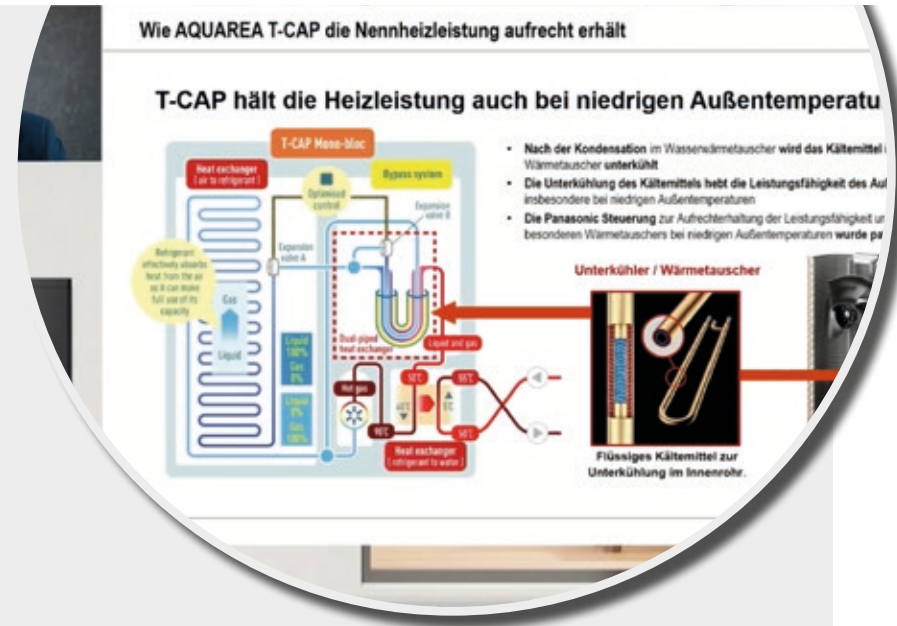 Wie AQUAREA T-CAP die Nennheizleistung aufrecht erhält
T-CAP hält die Heizleistung auch bei niedrigen Außentemperatu
T-CAP Mono-bloc
Heat exchanger
(air to refrigerant)
Optimised
control
Bypass system
Expansion
valve B
Expansion
valve A
Refrigerant
effectively absorbs
heat from the air
as it can make
full use of its
capacity
Gas
Liquid
Liquid
100%
Gas
0%
Liquid
0%
Gas
100%
Dual-piped
heat exchanger
Liquid and gas
Hot gas
90℃
50℃
55℃
5℃
50℃
Heat exchanger
(refrigerant to water)
• Nach der Kondensation im Wasserwärmetauscher wird das Kältemittel
Wärmetauscher unterkühlt
• Die Unterkühlung des Kältemittels hebt die Leistungsfähigkeit des Au
insbesondere bei niedrigen Außentemperaturen
• Die Panasonic Steuerung zur Aufrechterhaltung der Leistungsfähigkeit un
besonderen Wärmetauschers bei niedrigen Außentemperaturen wurde pa
Unterkühler / Wärmetauscher
Flüssiges Kältemittel zur
Unterkühlung im Innenrohr.